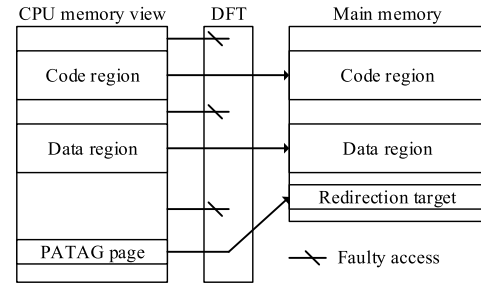 CPU memory view DFT Main memory
Code region Code region
Data region Data region
Redirection target
PATAG page
Faulty access